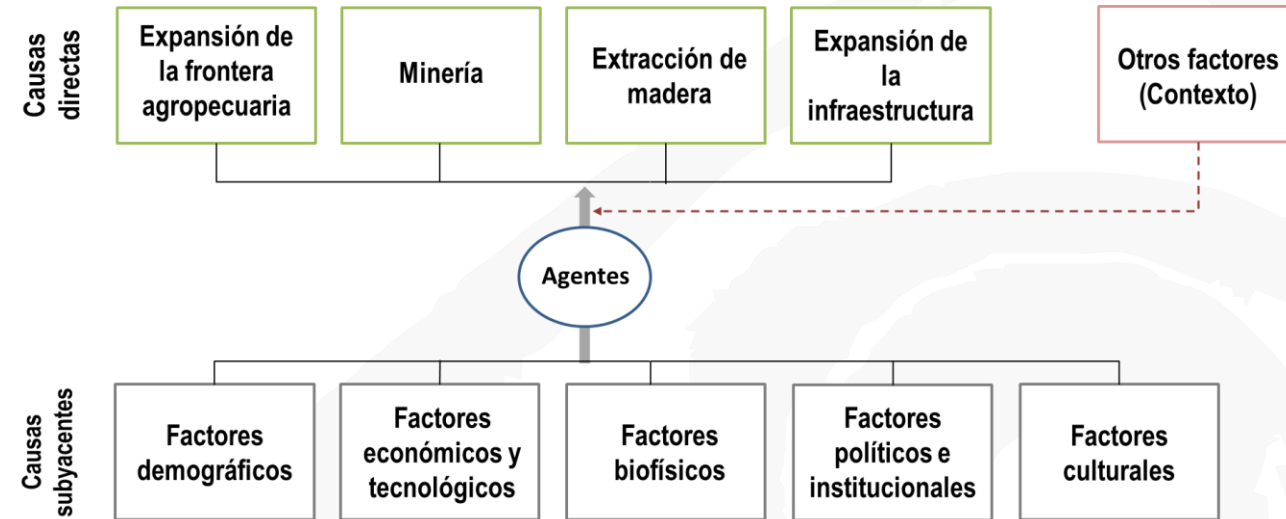 Causas
directas
Expansión de
la frontera
agropecuaria
Minería
Extracción de
madera
Expansión de
la
infraestructura
Otros factores
(Contexto)
Agentes
Causas
subyacentes
Factores
demográficos
Factores
económicos y
tecnológicos
Factores
biofísicos
Factores
políticos e
institucionales
Factores
culturales